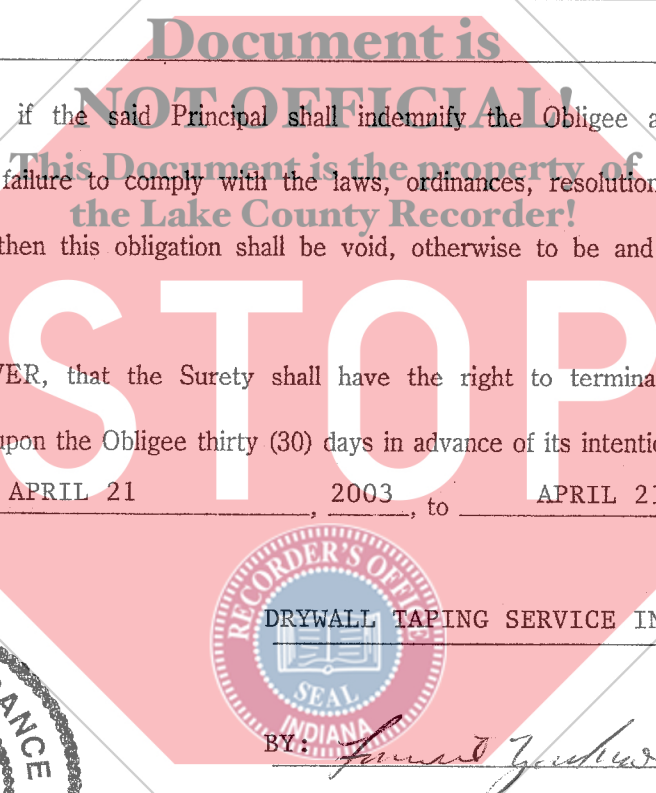 Document is
NOT OFFICIAL!
if the said Principal shall indemnify the Obligee a
This Document is the property of
failure to comply with the laws, ordinances, resolution
the Lake County Recorder!
then this obligation shall be void, otherwise to be and
STOP
VER, that the Surety shall have the right to termina
upon the Obligee thirty (30) days in advance of its intentio
APRIL 21, 2003, to APRIL 21
RECORDER'S OFFICE
DRYWALL TAPING SERVICE IN
SEAL
INDIANA
ANCE
BY: